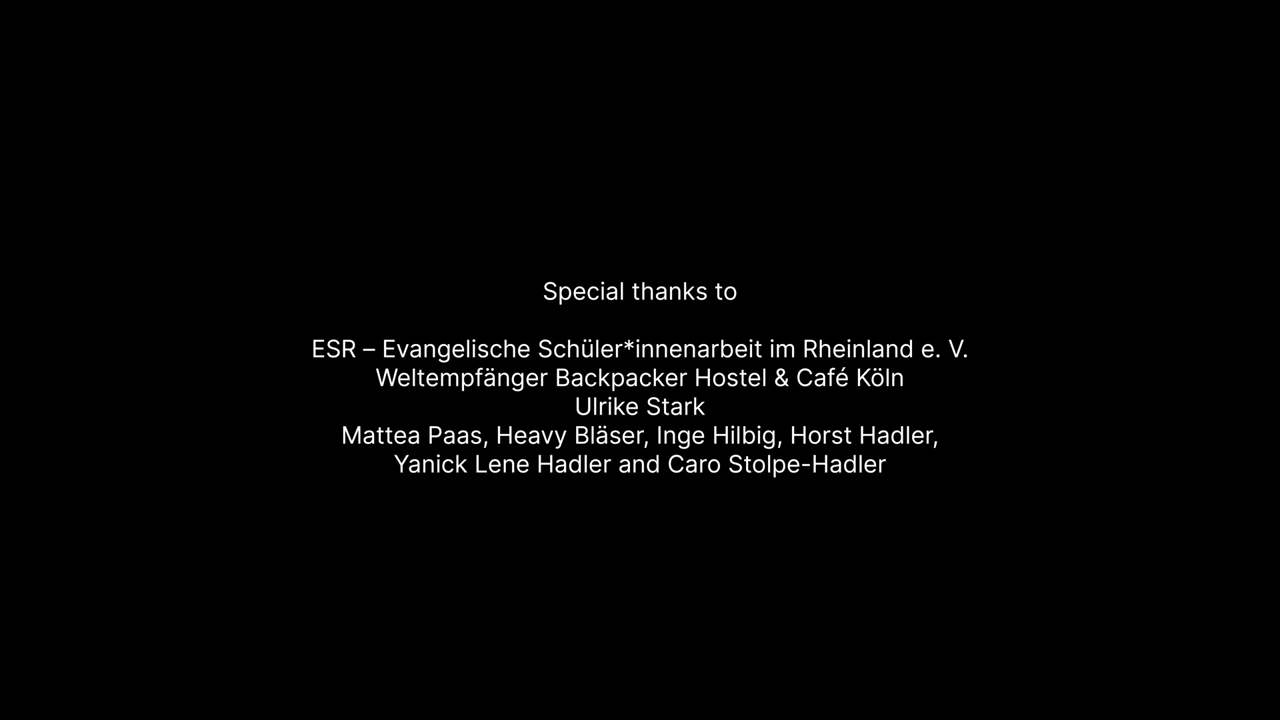 Special thanks to
ESR – Evangelische Schüler*innenarbeit im Rheinland e. V.
Weltempfänger Backpacker Hostel & Café Köln
Ulrike Stark
Mattea Paas, Heavy Bläser, Inge Hilbig, Horst Hadler,
Yanick Lene Hadler and Caro Stolpe-Hadler